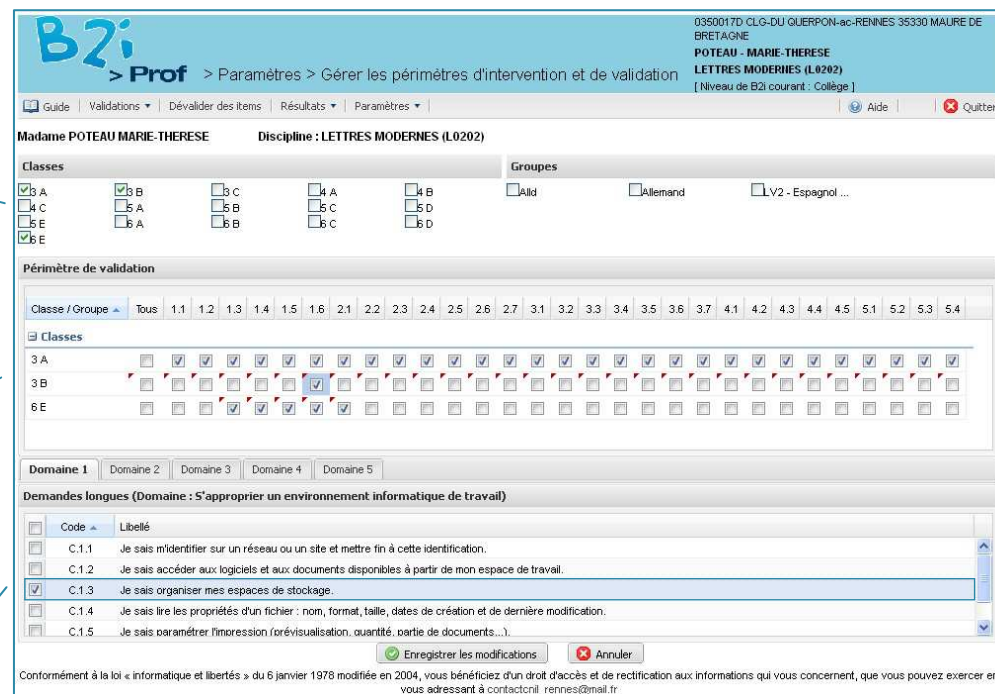 B2i
> Prof > Paramètres > Gérer les périmètres d'intervention et de validation
0350017D CLG-DU QUERPON-ac-RENNES 35330 MAURE DE
BRETAGNE
POTEAU - MARIE-THERESE
LETTRES MODERNES (L0202)
[ Niveau de B2i courant : Collège ]
Guide | Validations | Dévalider des items | Résultats | Paramètres | Aide | Quitter
Madame POTEAU MARIE-THERESE Discipline : LETTRES MODERNES (L0202)
Classes Groupes
3 A 3 B 3 C 4 A 4 B Alld Allemand LV2 - Espagnol ...
4 C 5 A 5 B 5 C 5 D
5 E 6 A 6 B 6 C 6 D
6 E
Périmètre de validation
Classe / Groupe Tous 1.1 1.2 1.3 1.4 1.5 1.6 2.1 2.2 2.3 2.4 2.5 2.6 2.7 3.1 3.2 3.3 3.4 3.5 3.6 3.7 4.1 4.2 4.3 4.4 4.5 5.1 5.2 5.3 5.4
Classes
3 A
3 B
6 E
Domaine 1 Domaine 2 Domaine 3 Domaine 4 Domaine 5
Demandes longues (Domaine : S'approprier un environnement informatique de travail)
Code Libellé
C.1.1 Je sais m'identifier sur un réseau ou un site et mettre fin à cette identification.
C.1.2 Je sais accéder aux logiciels et aux documents disponibles à partir de mon espace de travail.
C.1.3 Je sais organiser mes espaces de stockage.
C.1.4 Je sais lire les propriétés d'un fichier : nom, format, taille, dates de création et de dernière modification.
C.1.5 Je sais paramétrer l'impression (prévisualisation, quantité, partie de documents...).
Enregistrer les modifications Annuler
Conformément à la loi « informatique et libertés » du 6 janvier 1978 modifiée en 2004, vous bénéficiez d'un droit d'accès et de rectification aux informations qui vous concernent, que vous pouvez exercer en
vous adressant à contactcnil_rennes@mail.fr